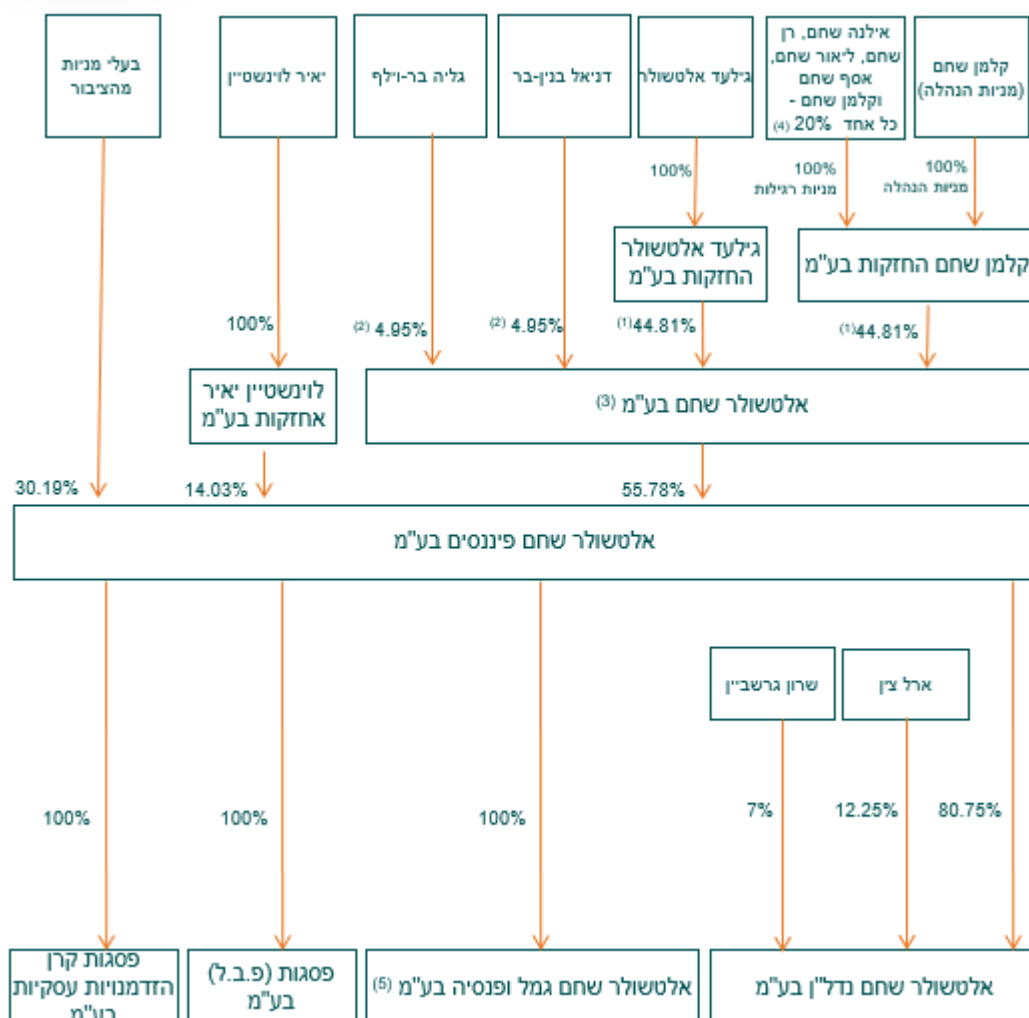 קלמן שחם
(מניות הנהלה)
אילנה שחם, רן
שחם, ליאור שחם,
אסף שחם
וקלמן שחם -
כל אחד 20% (4)
גילעד אלטשולר
דניאל בנין-בר
גליה בר-וילף
יאיר לוינשטיין
בעלי מניות
מהציבור
100%
מניות הנהלה
100%
מניות רגילות
100%
קלמן שחם החזקות בע"מ
גילעד אלטשולר
החזקות בע"מ
(1)44.81%
(1)44.81%
(2) 4.95%
(2) 4.95%
100%
אלטשולר שחם בע"מ (3)
לוינשטיין יאיר
אחזקות בע"מ
55.78%
14.03%
30.19%
אלטשולר שחם פיננסים בע"מ
ארל צין
שרון גרשביין
80.75%
12.25%
7%
100%
100%
100%
אלטשולר שחם נדל"ן בע"מ
אלטשולר שחם גמל ופנסיה בע"מ (5)
פסגות (פ.ב.ל)
בע"מ
פסגות קרן
הזדמנויות עסקיות
בע"מ